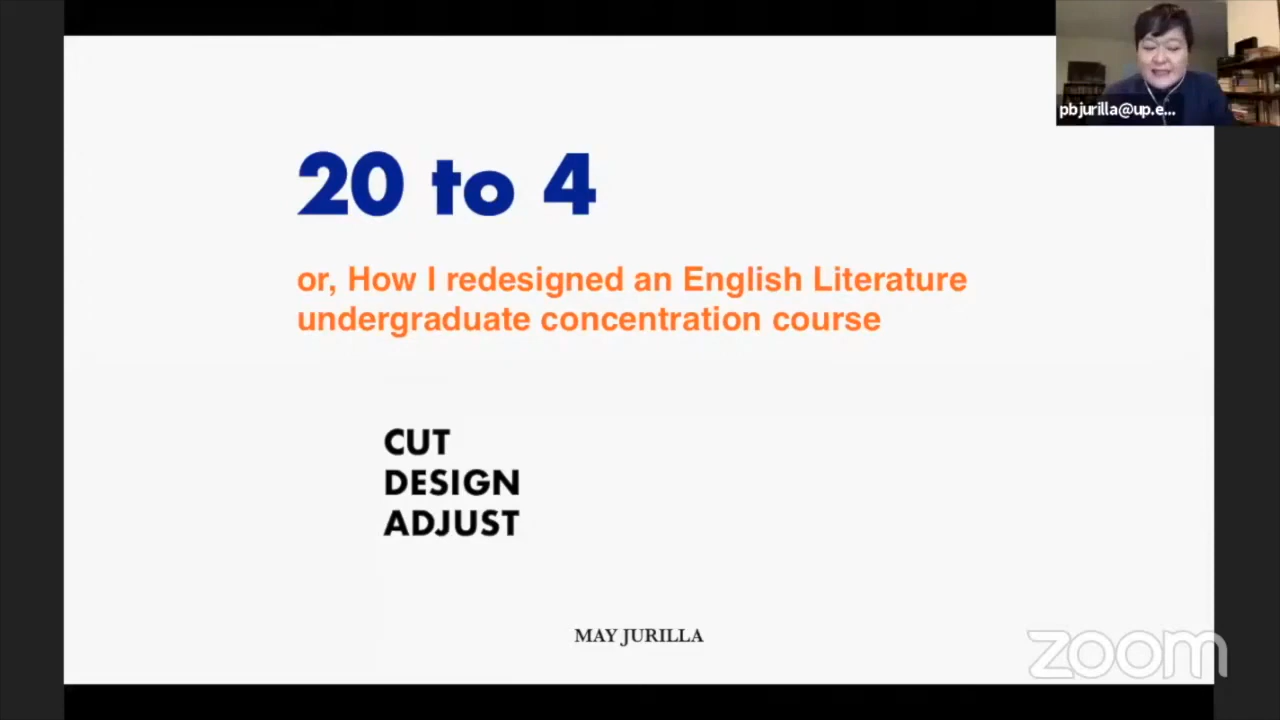 pbjurilla@up.e...
20 to 4
or, How I redesigned an English Literature
undergraduate concentration course
CUT
DESIGN
ADJUST
MAY JURILLA
zoom